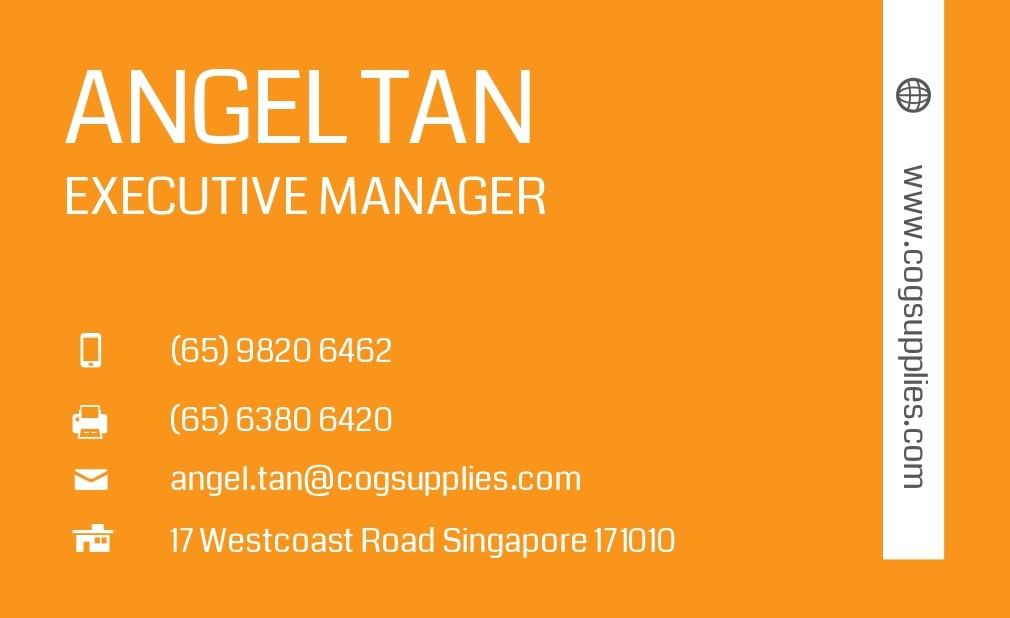 ANGEL TAN
EXECUTIVE MANAGER
(65) 9820 6462
(65) 6380 6420
angel.tan@cogsupplies.com
17 Westcoast Road Singapore 171010
www.cogsupplies.com